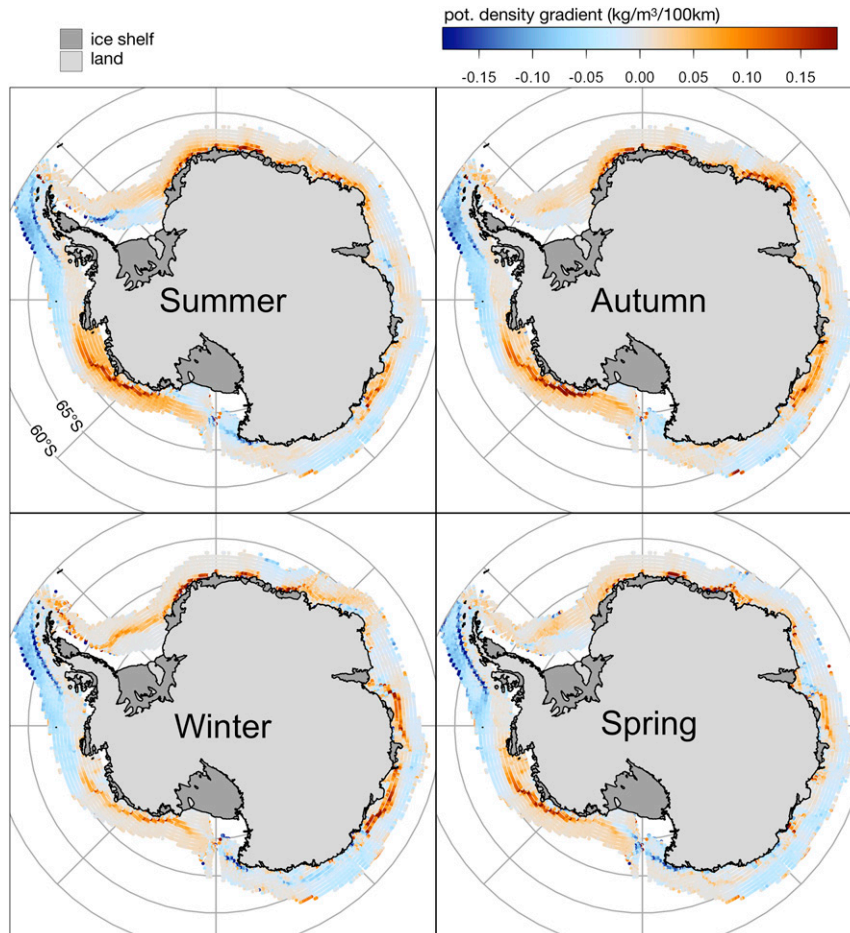 pot. density gradient (kg/m³/100km)
ice shelf
land
-0.15 -0.10 -0.05 0.00 0.05 0.10 0.15
Summer
Autumn
65°S
60°S
Winter
Spring